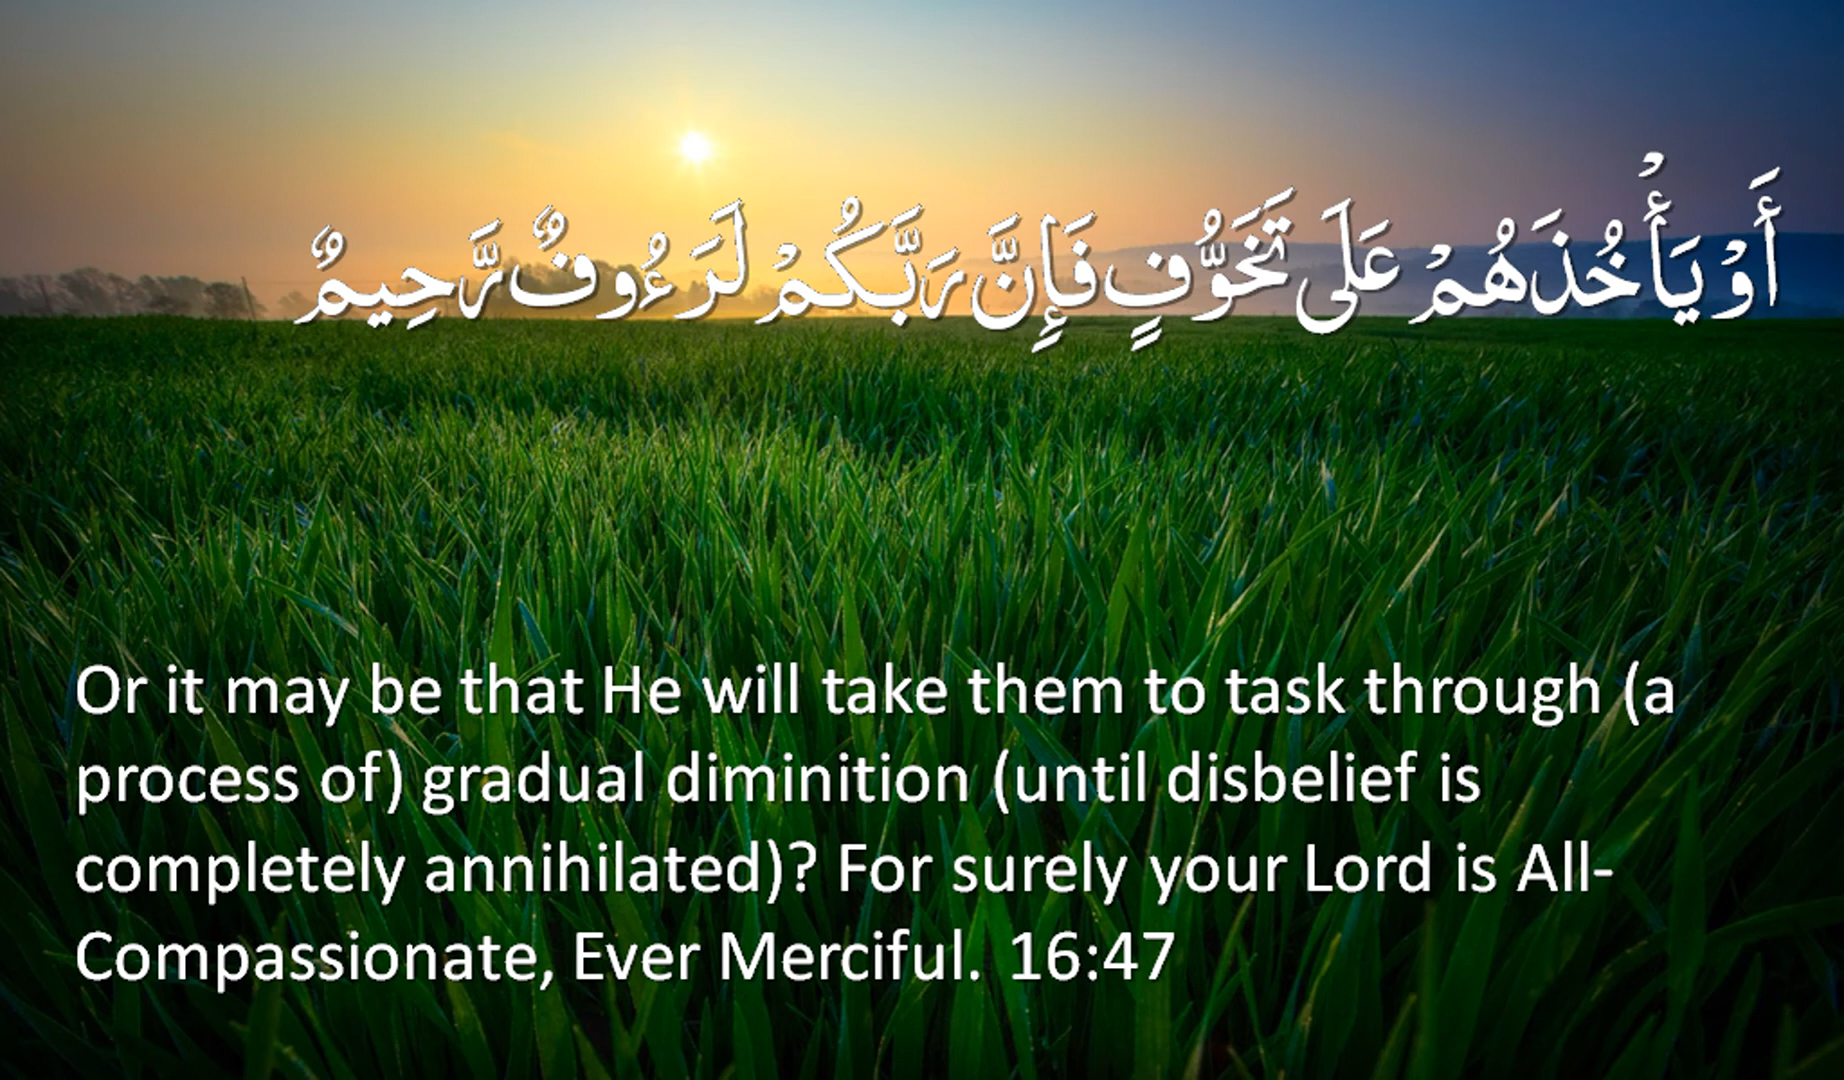 أَوْ يَأْخُذَهُمْ عَلَى تَخَوُّفٍ فَإِنَّ رَبَّكُمْ لَرَءُوفٌ رَّحِيمٌ
Or it may be that He will take them to task through (a
process of) gradual diminition (until disbelief is
completely annihilated)? For surely your Lord is All-
Compassionate, Ever Merciful. 16:47